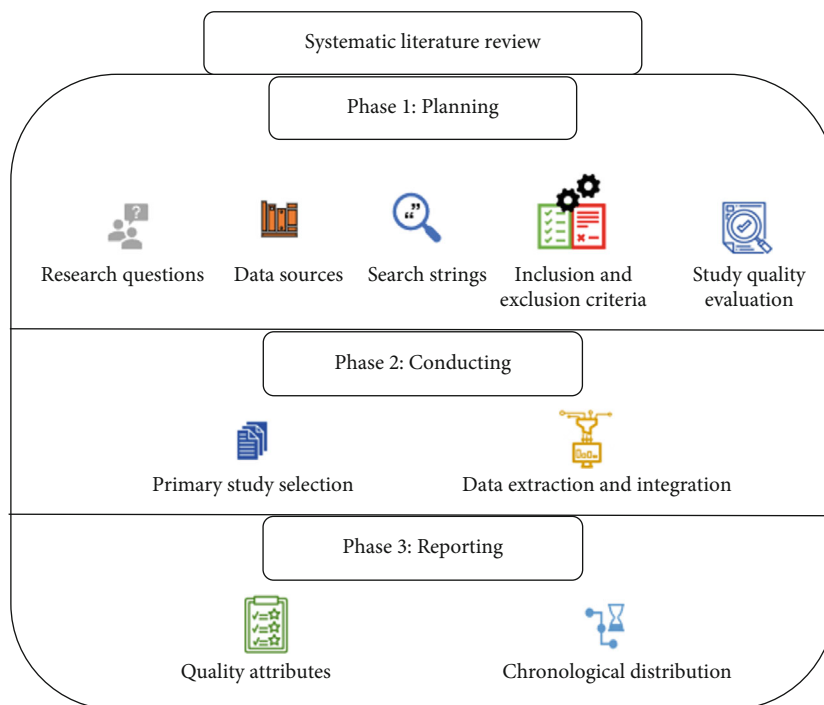 Systematic literature review
Phase 1: Planning
?
Research questions
Data sources
Search strings
Inclusion and
exclusion criteria
Study quality
evaluation
Phase 2: Conducting
Primary study selection
Data extraction and integration
Phase 3: Reporting
Quality attributes
Chronological distribution